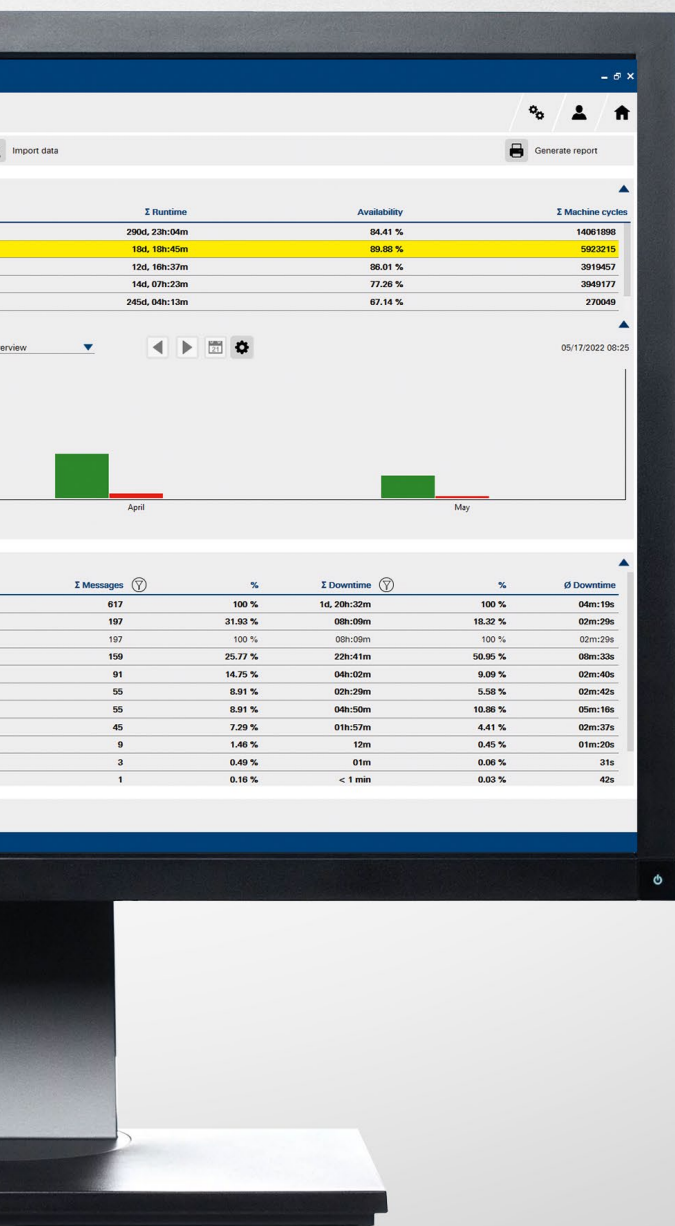 Import data
Generate report
Σ Runtime Availability Σ Machine cycles
290d, 23h:04m 84.41 % 14061898
18d, 18h:45m 89.88 % 5923215
12d, 16h:37m 86.01 % 3919457
14d, 07h:23m 77.26 % 3949177
245d, 04h:13m 67.14 % 270049
erview 21 05/17/2022 08:25
April May
Σ Messages % Σ Downtime % Ø Downtime
617 100 % 1d, 20h:32m 100 % 04m:19s
197 31.93 % 08h:09m 18.32 % 02m:29s
197 100 % 08h:09m 100 % 02m:29s
159 25.77 % 22h:41m 50.95 % 08m:33s
91 14.75 % 04h:02m 9.09 % 02m:40s
55 8.91 % 02h:29m 5.58 % 02m:42s
55 8.91 % 04h:50m 10.86 % 05m:16s
45 7.29 % 01h:57m 4.41 % 02m:37s
9 1.46 % 12m 0.45 % 01m:20s
3 0.49 % 01m 0.06 % 31s
1 0.16 % < 1 min 0.03 % 42s